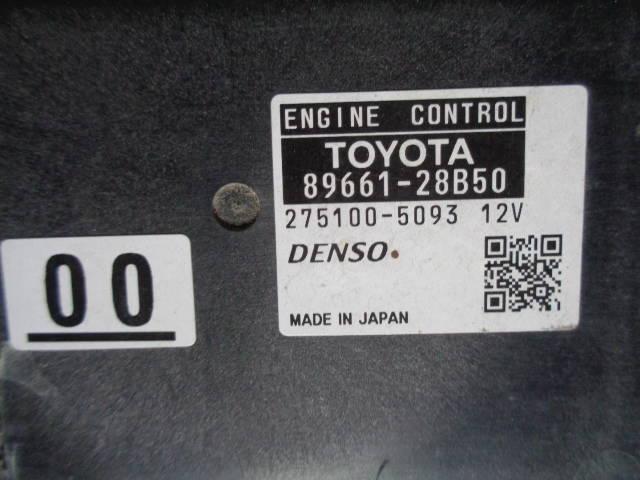 ENGINE CONTROL
TOYOTA
89661-28B50
275100-5093 12V
DENSO
MADE IN JAPAN
00